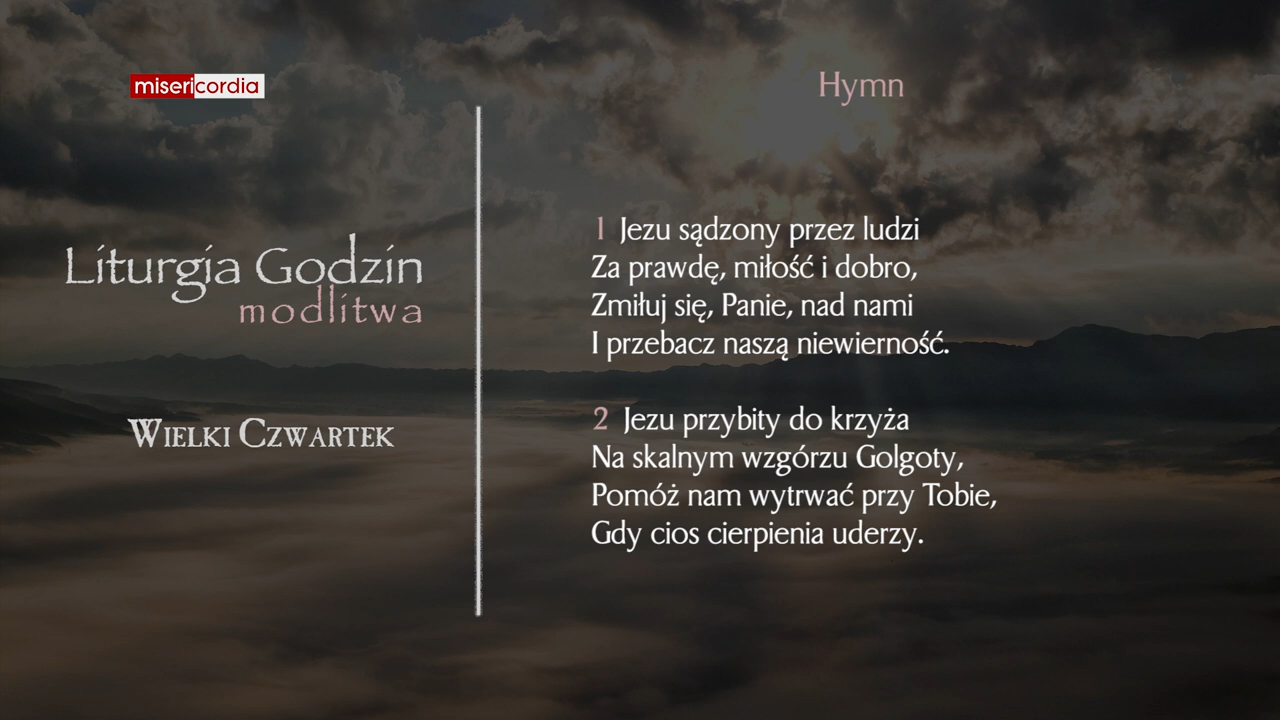 misericordia
Liturgia Godzin
modlitwa
Wielki Czwartek
Hymn
1 Jezu sądzony przez ludzi
Za prawdę, miłość i dobro,
Zmiłuj się, Panie, nad nami
I przebacz naszą niewierność.
2 Jezu przybity do krzyża
Na skalnym wzgórzu Golgoty,
Pomóż nam wytrwać przy Tobie,
Gdy cios cierpienia uderzy.